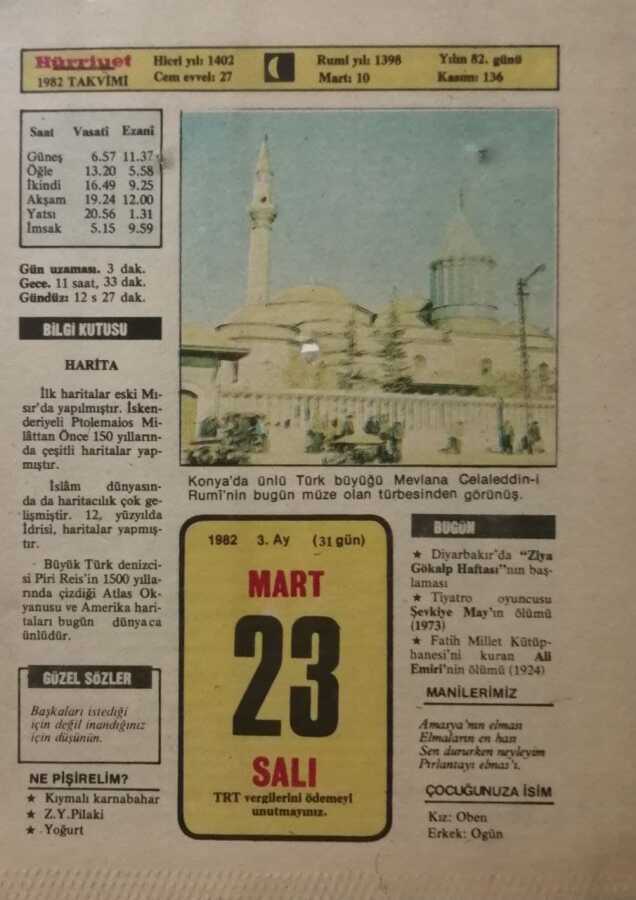 Hürriyet
1982 TAKVİMİ
Hicri yılı: 1402
Cem evvel: 27
Rumi yılı: 1398
Mart: 10
Yılın 82. günü
Kasım: 136
Saat Vasatî Ezanî
Güneş 6.57 11.37
Öğle 13.20 5.58
İkindi 16.49 9.25
Akşam 19.24 12.00
Yatsı 20.56 1.31
İmsak 5.15 9.59
Gün uzaması. 3 dak.
Gece. 11 saat, 33 dak.
Gündüz: 12 s 27 dak.
BİLGİ KUTUSU
HARİTA
İlk haritalar eski Mı-
sır'da yapılmıştır. İsken-
deriyeli Ptolemaios Mi-
lâttan Önce 150 yılların-
da çeşitli haritalar yap-
mıştır.
İslâm dünyasın-
da da haritacılık çok ge-
lişmiştir. 12, yüzyılda
İdrisî, haritalar yapmış-
tır.
Büyük Türk denizci-
si Piri Reis'in 1500 yılla-
rında çizdiği Atlas Ok-
yanusu ve Amerika hari-
taları bugün dünyaca
ünlüdür.
GÜZEL SÖZLER
Başkaları istediği
için değil inandığınız
için düşünün.
NE PİŞİRELİM?
★ Kıymalı karnabahar
★ Z.Y.Pilaki
★ Yoğurt
Konya'da ünlü Türk büyüğü Mevlana Celaleddin-i
Rumî'nin bugün müze olan türbesinden görünüş.
1982 3. Ay (31 gün)
MART
23
SALI
TRT vergilerini ödemeyi
unutmayınız.
BUGÜN
★ Diyarbakır'da "Ziya
Gökalp Haftası"nın baş-
laması
★ Tiyatro oyuncusu
Şevkiye May'ın ölümü
(1973)
★ Fatih Millet Kütüp-
hanesi'ni kuran Ali
Emirî'nin ölümü (1924)
MANİLERİMİZ
Amasya'nın elması
Elmaların en hası
Sen dururken neyleyim
Pırlantayı elmas'ı.
ÇOCUĞUNUZA İSİM
Kız: Oben
Erkek: Ogün